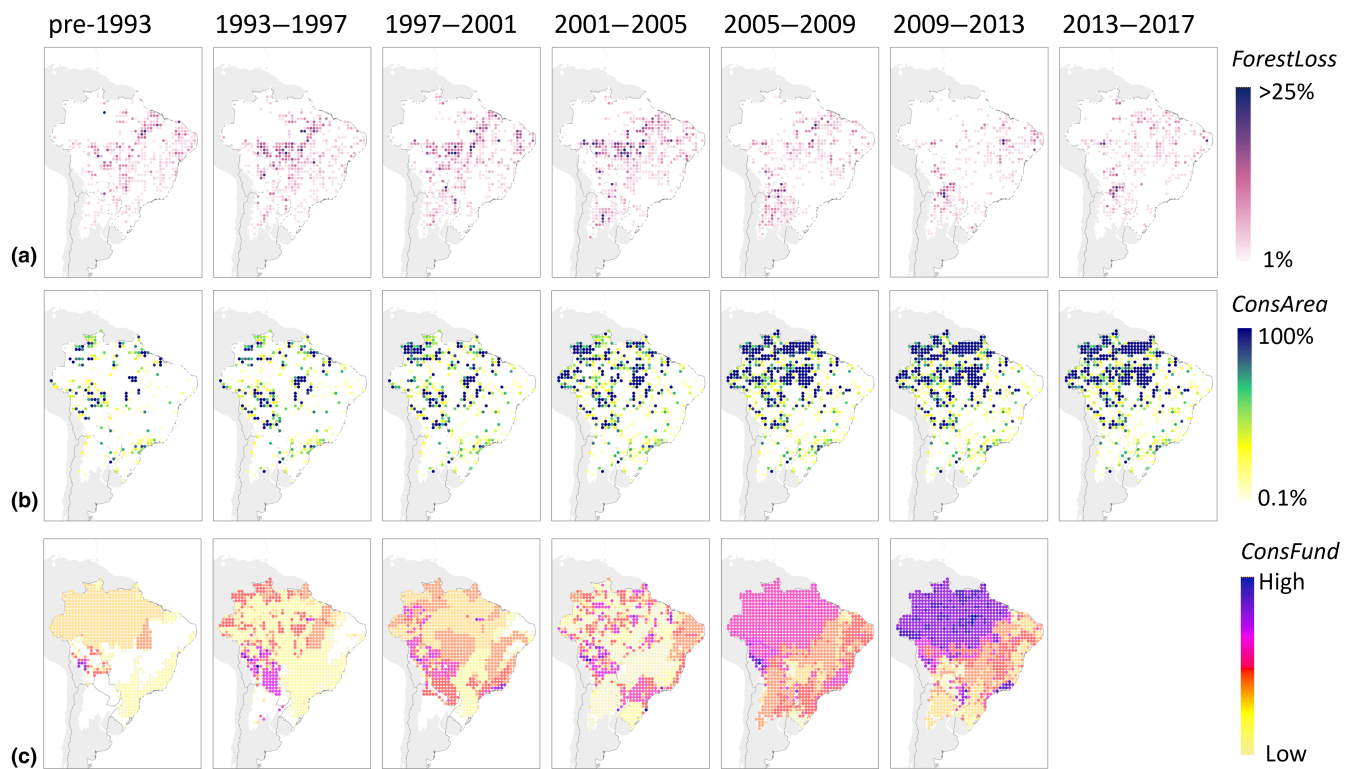 pre-1993 1993–1997 1997–2001 2001–2005 2005–2009 2009–2013 2013–2017
ForestLoss
>25%
1%
(a)
ConsArea
100%
0.1%
(b)
ConsFund
High
Low
(c)